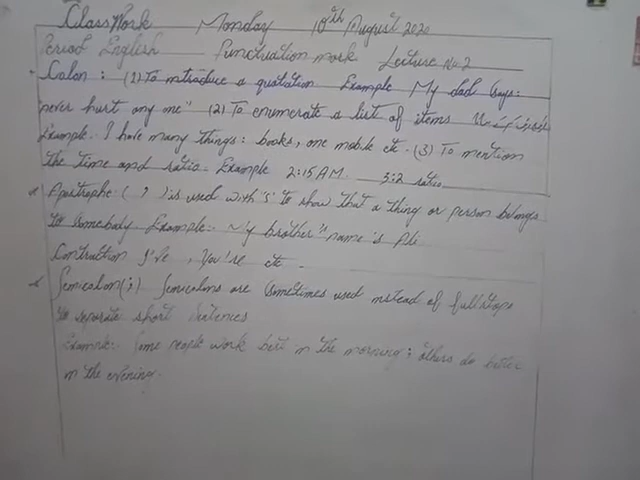 ClassWork Monday 10th August 2020
Period English Punctuation mark Lecture No:2
Colon : (1) To introduce a quotation Example My dad says:
never hurt any one" (2) To enumerate a list of items
Example. I have many things: books, one mobile etc. (3) To mention
the time and ratio. Example 2:15 AM 3:2 ratio
Apostrophe ( , ) is used with 's' to show that a thing or person belongs
to somebody Example: My brother's name is Ali
Contruction I've , You're etc.
Semicolon(;) Semicolons are sometimes used instead of full stops
to seperate short sentences
Example: Some people work best in the morning; others do better
in the evening.